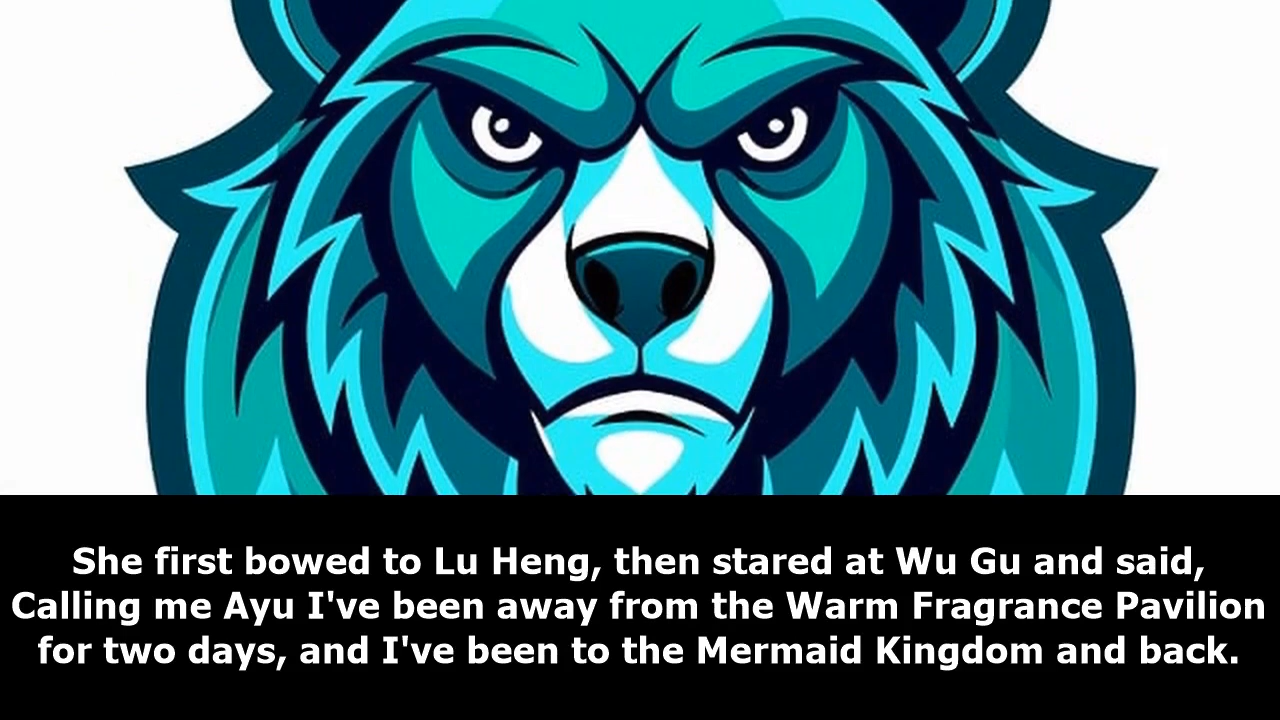 She first bowed to Lu Heng, then stared at Wu Gu and said,
Calling me Ayu I've been away from the Warm Fragrance Pavilion
for two days, and I've been to the Mermaid Kingdom and back.